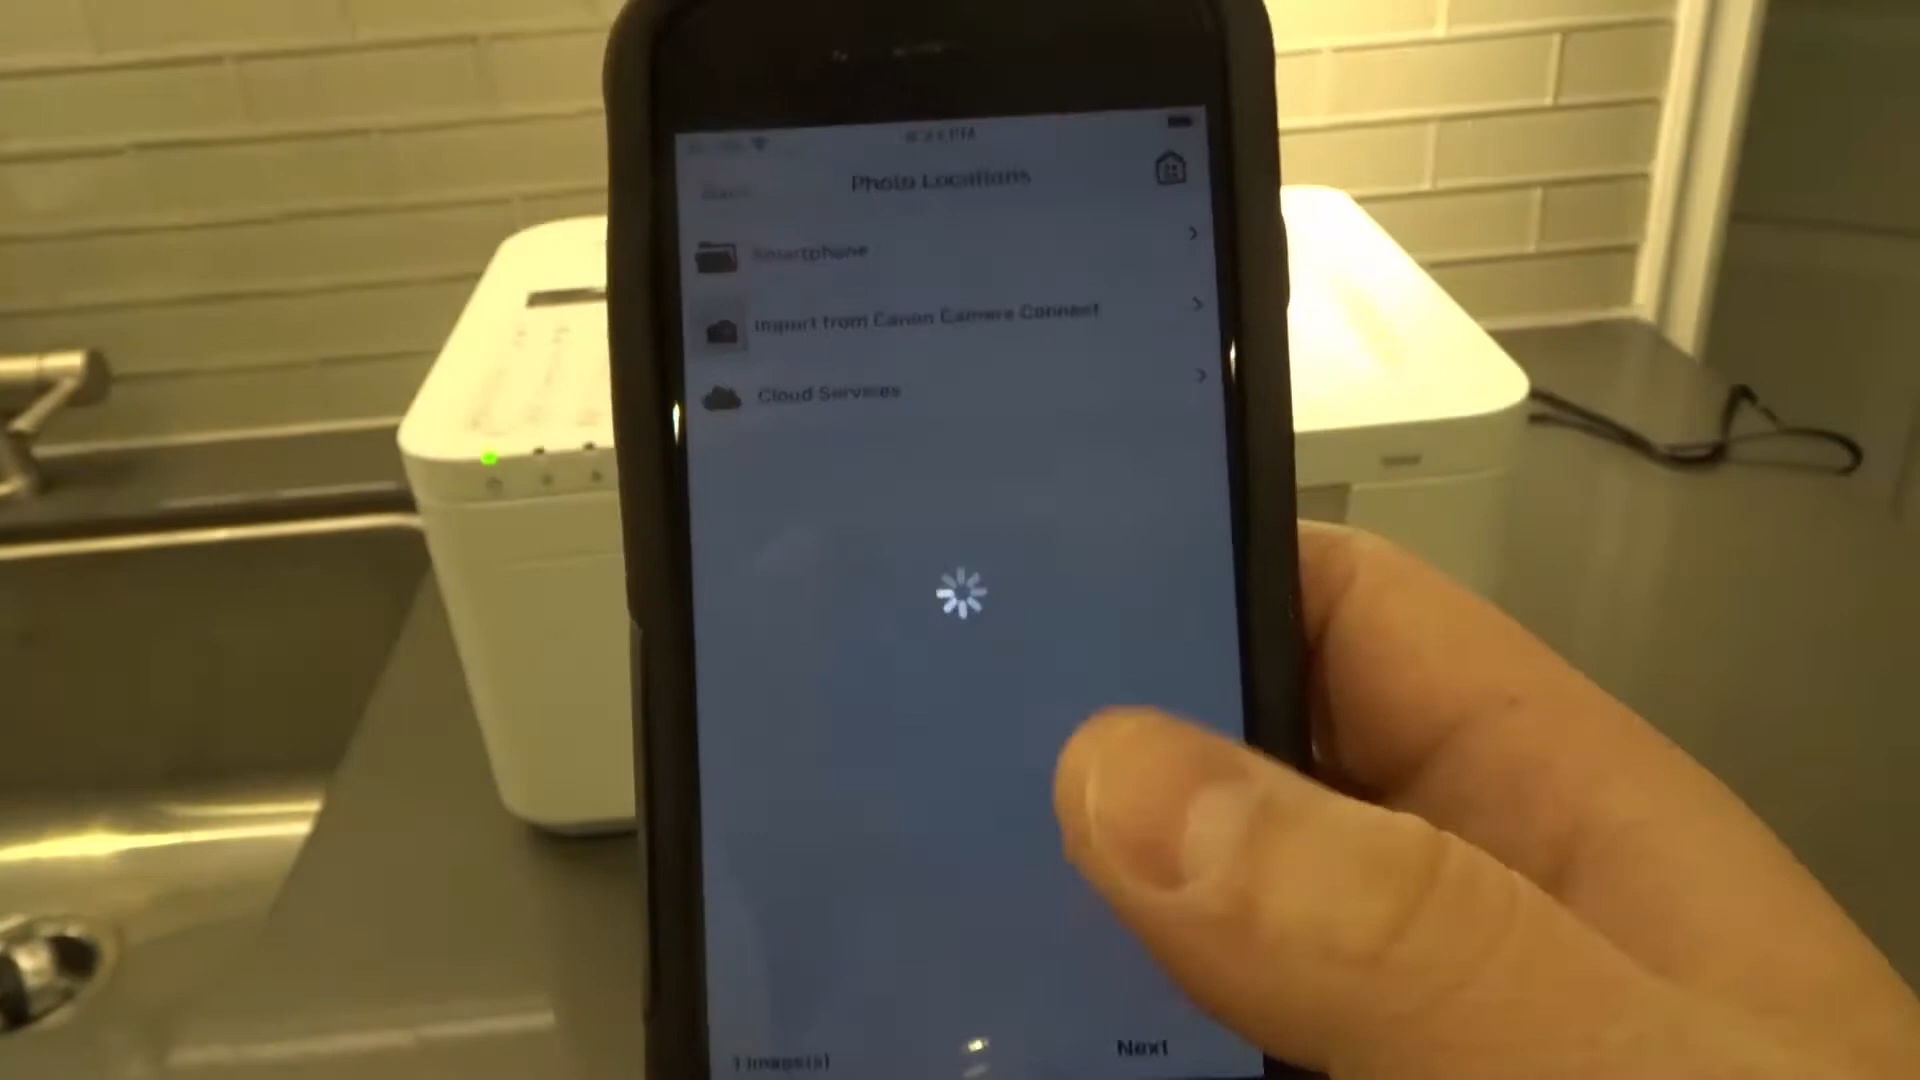 Photo Locations
Smartphone
Import from Canon Camera Connect
Cloud Services
1 image(s)
Next